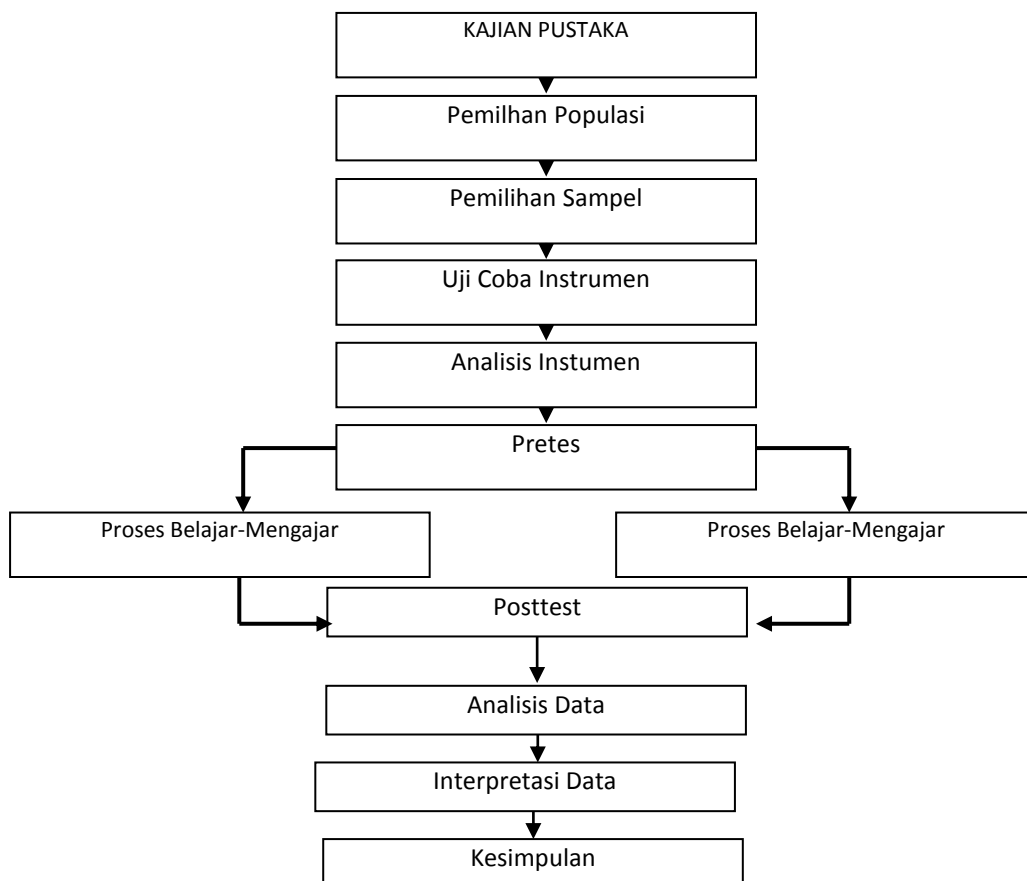 KAJIAN PUSTAKA
Pemilhan Populasi
Pemilihan Sampel
Uji Coba Instrumen
Analisis Instumen
Pretes
Proses Belajar-Mengajar
Proses Belajar-Mengajar
Posttest
Analisis Data
Interpretasi Data
Kesimpulan